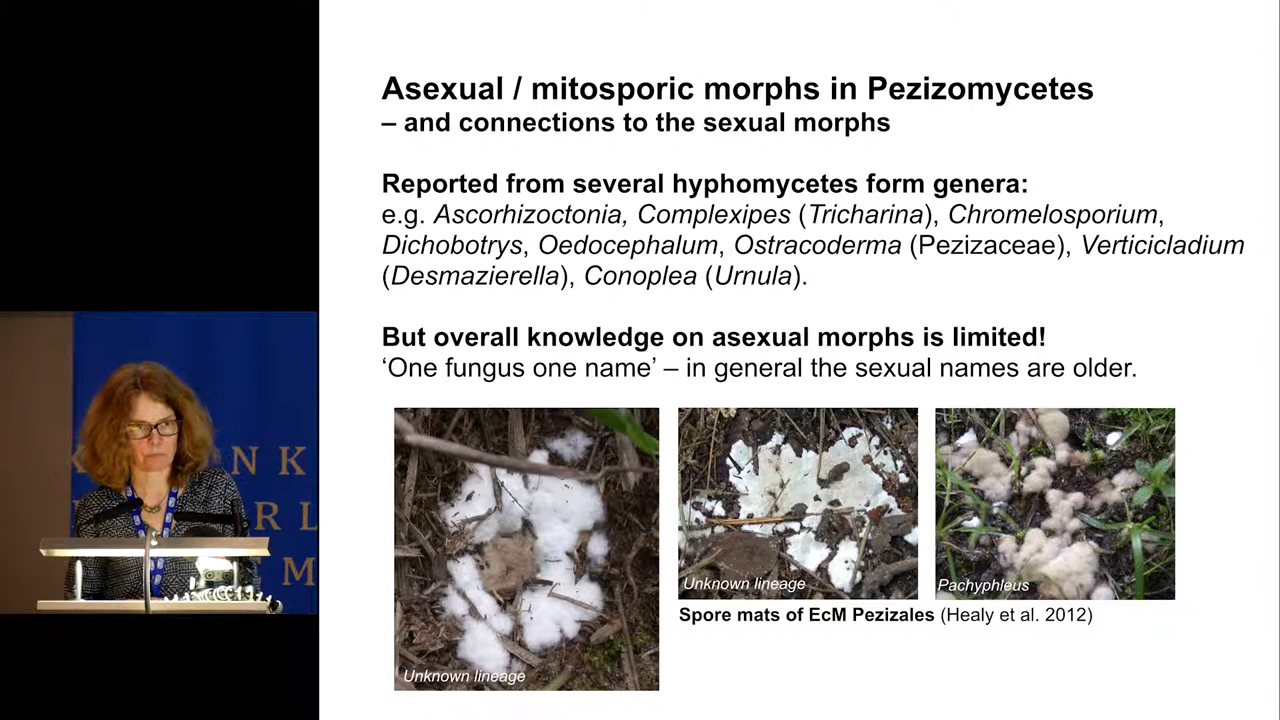 Asexual / mitosporic morphs in Pezizomycetes
– and connections to the sexual morphs
Reported from several hyphomycetes form genera:
e.g. Ascorhizoctonia, Complexipes (Tricharina), Chromelosporium,
Dichobotrys, Oedocephalum, Ostracoderma (Pezizaceae), Verticicladium
(Desmazierella), Conoplea (Urnula).
But overall knowledge on asexual morphs is limited!
‘One fungus one name’ – in general the sexual names are older.
Unknown lineage
Unknown lineage
Pachyphleus
Spore mats of EcM Pezizales (Healy et al. 2012)